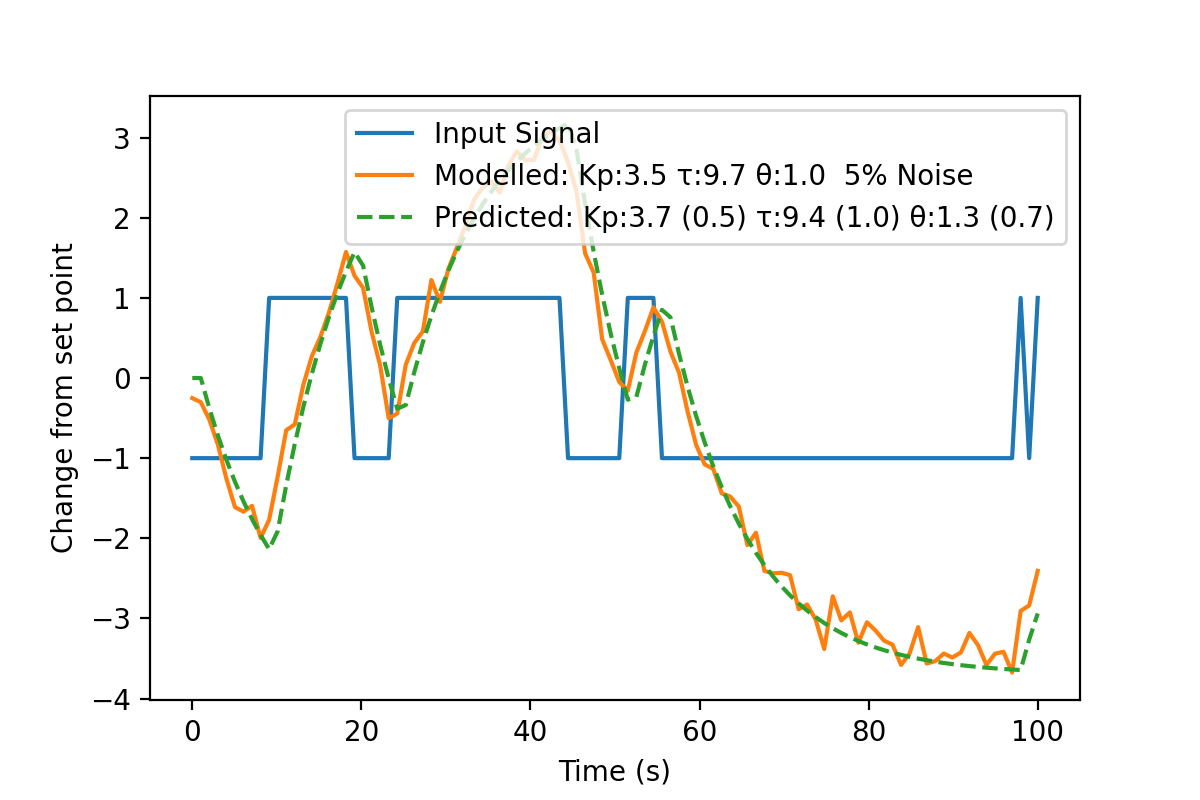 Input Signal
Modelled: Kp:3.5 τ:9.7 θ:1.0  5% Noise
Predicted: Kp:3.7 (0.5) τ:9.4 (1.0) θ:1.3 (0.7)
Change from set point
3
2
1
0
−1
−2
−3
−4
0 20 40 60 80 100
Time (s)